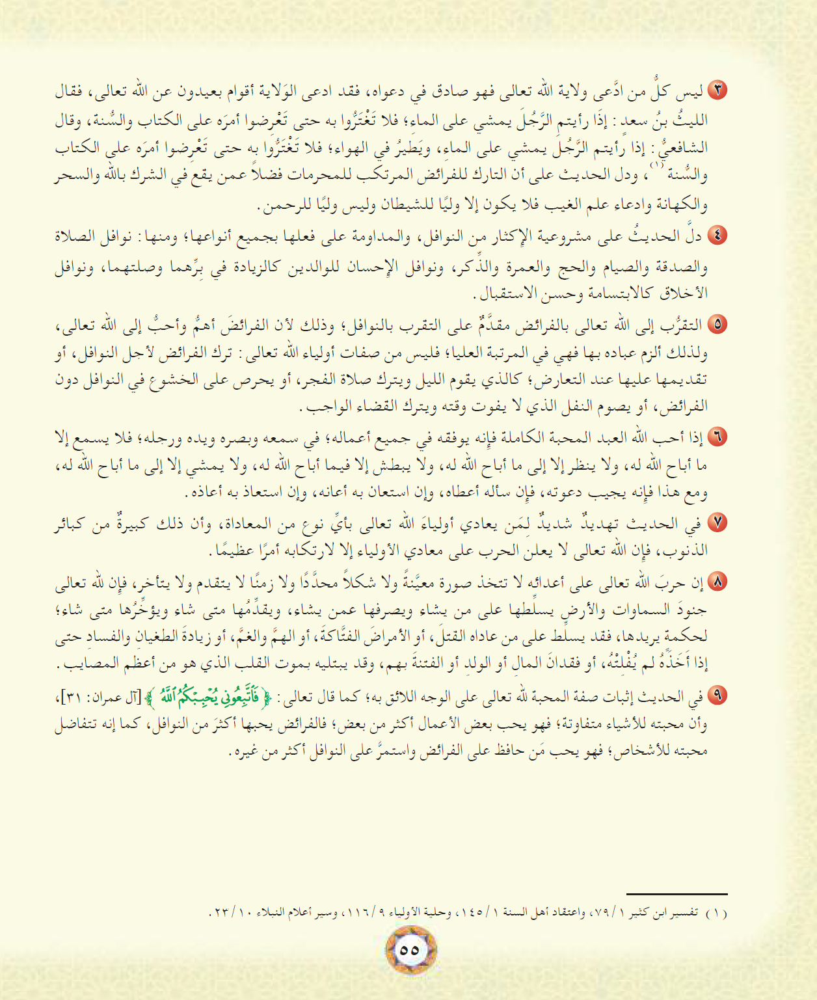 ٣ ليس كلُّ من ادَّعى ولاية الله تعالى فهو صادق في دعواه، فقد ادعى الوَلاية أقوام بعيدون عن الله تعالى، فقال
الليثُ بنُ سعدٍ: إذَا رأيتمِ الرَّجُلَ يمشي على الماءِ؛ فلا تَغْتَرُّوا به حتى تَعْرِضوا أمرَه على الكتاب والسُّنة، وقال
الشافعيُّ: إذا رأيتم الرَّجُلَ يمشي على الماءِ، ويَطيرُ في الهواء؛ فلا تَغْتَرُّوا به حتى تَعْرِضوا أمرَه على الكتاب
والسُّنة(١)، ودل الحديث على أن التارك للفرائض المرتكب للمحرمات فضلاً عمن يقع في الشرك بالله والسحر
والكهانة وادعاء علم الغيب فلا يكون إلا وليًا للشيطان وليس وليًا للرحمن.
٤ دلَّ الحديثُ على مشروعية الإكثار من النوافل، والمداومة على فعلها بجميع أنواعها؛ ومنها: نوافل الصلاة
والصدقة والصيام والحج والعمرة والذِّكر، ونوافل الإحسان للوالدين كالزيادة في بِرِّهما وصلتهما، ونوافل
الأخلاق كالابتسامة وحسن الاستقبال.
٥ التقرُّب إلى الله تعالى بالفرائض مقدَّمٌ على التقرب بالنوافل؛ وذلك لأن الفرائضَ أهمُّ وأحبُّ إلى الله تعالى،
ولذلك ألزم عباده بها فهي في المرتبة العليا؛ فليس من صفات أولياء الله تعالى: ترك الفرائض لأجل النوافل، أو
تقديمها عليها عند التعارض؛ كالذي يقوم الليل ويترك صلاة الفجر، أو يحرص على الخشوع في النوافل دون
الفرائض، أو يصوم النفل الذي لا يفوت وقته ويترك القضاء الواجب.
٦ إذا أحب الله العبد المحبة الكاملة فإنه يوفقه في جميع أعماله؛ في سمعه وبصره ويده ورجله؛ فلا يسمع إلا
ما أباح الله له، ولا ينظر إلا إلى ما أباح الله له، ولا يبطش إلا فيما أباح الله له، ولا يمشي إلا إلى ما أباح الله له،
ومع هذا فإنه يجيب دعوته، فإن سأله أعطاه، وإن استعان به أعانه، وإن استعاذ به أعاذه.
٧ في الحديث تهديدٌ شديدٌ لِمَن يعادي أولياءَ الله تعالى بأيِّ نوع من المعاداة، وأن ذلك كبيرةٌ من كبائر
الذنوب، فإن الله تعالى لا يعلن الحرب على معادي الأولياء إلا لارتكابه أمرًا عظيمًا.
٨ إن حربَ الله تعالى على أعدائه لا تتخذ صورة معيَّنةً ولا شكلاً محدَّدًا ولا زمنًا لا يتقدم ولا يتأخر، فإن لله تعالى
جنودَ السماوات والأرضِ يسلِّطها على من يشاء ويصرفها عمن يشاء، ويقدِّمُها متى شاء ويؤخِّرُها متى شاء؛
لحكمةٍ يريدها، فقد يسلِّط على من عاداه القتلَ، أو الأمراضَ الفتَّاكةَ، أو الهمَّ والغمَّ، أو زيادةَ الطغيانِ والفسادِ حتى
إذا أَخَذَهُ لم يُفْلِتْهُ، أو فقدانَ المالِ أو الولدِ أو الفتنةَ بهم، وقد يبتليه بموت القلب الذي هو من أعظم المصايب.
٩ في الحديث إثبات صفة المحبة لله تعالى على الوجه اللائق به؛ كما قال تعالى: ﴿فَٱتَّبِعُونِى يُحْبِبْكُمُ ٱللَّهُ﴾ [آل عمران: ٣١]،
وأن محبته للأشياء متفاوتة؛ فهو يحب بعض الأعمال أكثر من بعض؛ فالفرائض يحبها أكثرَ من النوافل، كما إنه تتفاضل
محبته للأشخاص؛ فهو يحب مَن حافظ على الفرائض واستمرَّ على النوافل أكثر من غيره.
(١) تفسير ابن كثير ١/ ٧٩، واعتقاد أهل السنة ١/ ١٤٥، وحلية الأولياء ٩/ ١١٦، وسير أعلام النبلاء ١٠/ ٢٣.
٥٥